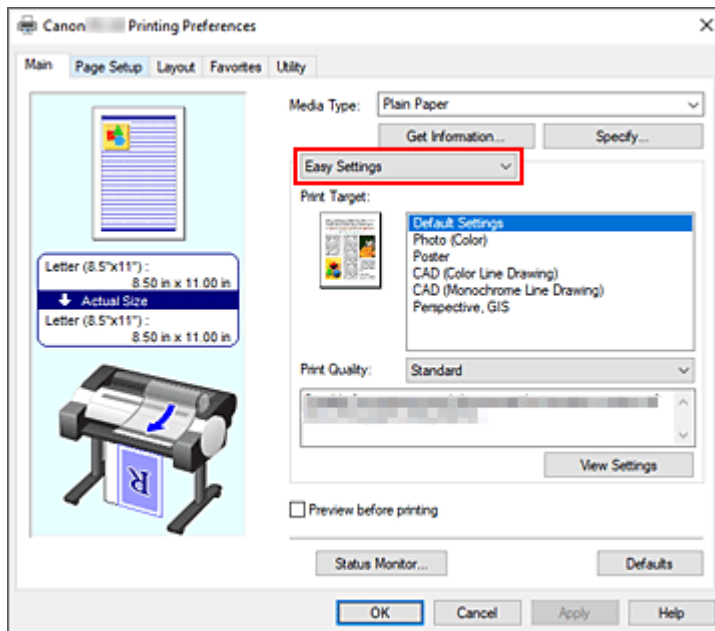 Canon Printing Preferences
Main Page Setup Layout Favorites Utility
Media Type: Plain Paper
Get Information... Specify...
Easy Settings
Print Target:
Default Settings
Photo (Color)
Poster
CAD (Color Line Drawing)
CAD (Monochrome Line Drawing)
Perspective, GIS
Letter (8.5"x11") :
8.50 in x 11.00 in
Actual Size
Letter (8.5"x11") :
8.50 in x 11.00 in
R
Print Quality: Standard
View Settings
Preview before printing
Status Monitor... Defaults
OK Cancel Apply Help